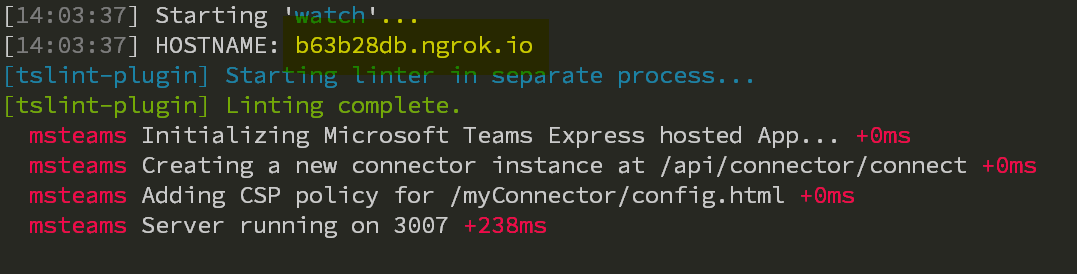 [14:03:37] Starting 'watch'...
[14:03:37] HOSTNAME: b63b28db.ngrok.io
[tslint-plugin] Starting linter in separate process...
[tslint-plugin] Linting complete.
msteams Initializing Microsoft Teams Express hosted App... +0ms
msteams Creating a new connector instance at /api/connector/connect +0ms
msteams Adding CSP policy for /myConnector/config.html +0ms
msteams Server running on 3007 +238ms